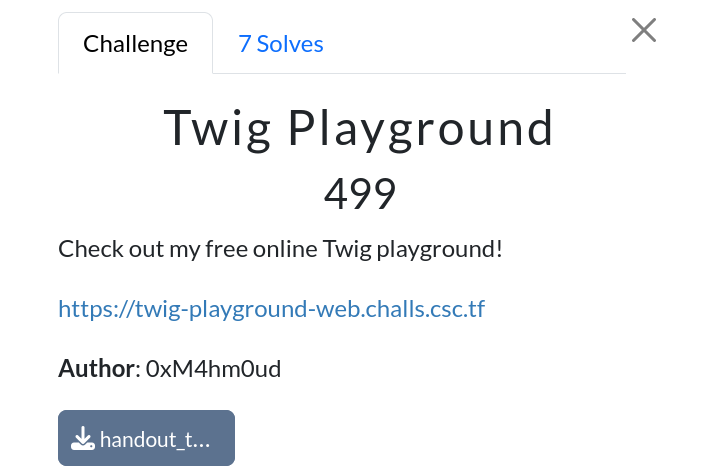 Challenge
7 Solves
Twig Playground
499
Check out my free online Twig playground!
https://twig-playground-web.challs.csc.tf
Author: 0xM4hm0ud
handout_t...